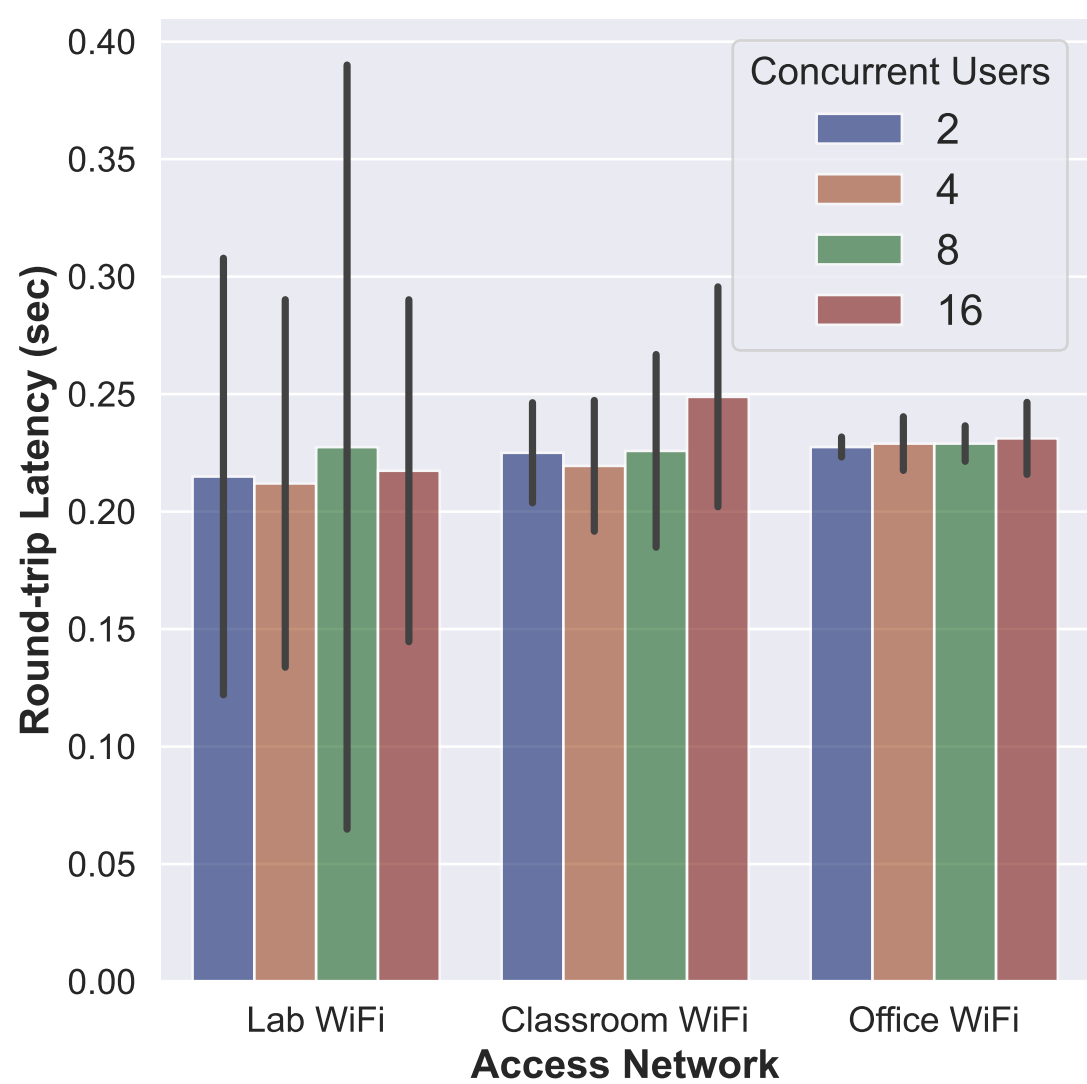 Round-trip Latency (sec)
0.40
0.35
0.30
0.25
0.20
0.15
0.10
0.05
0.00
Concurrent Users
2
4
8
16
Lab WiFi
Classroom WiFi
Office WiFi
Access Network